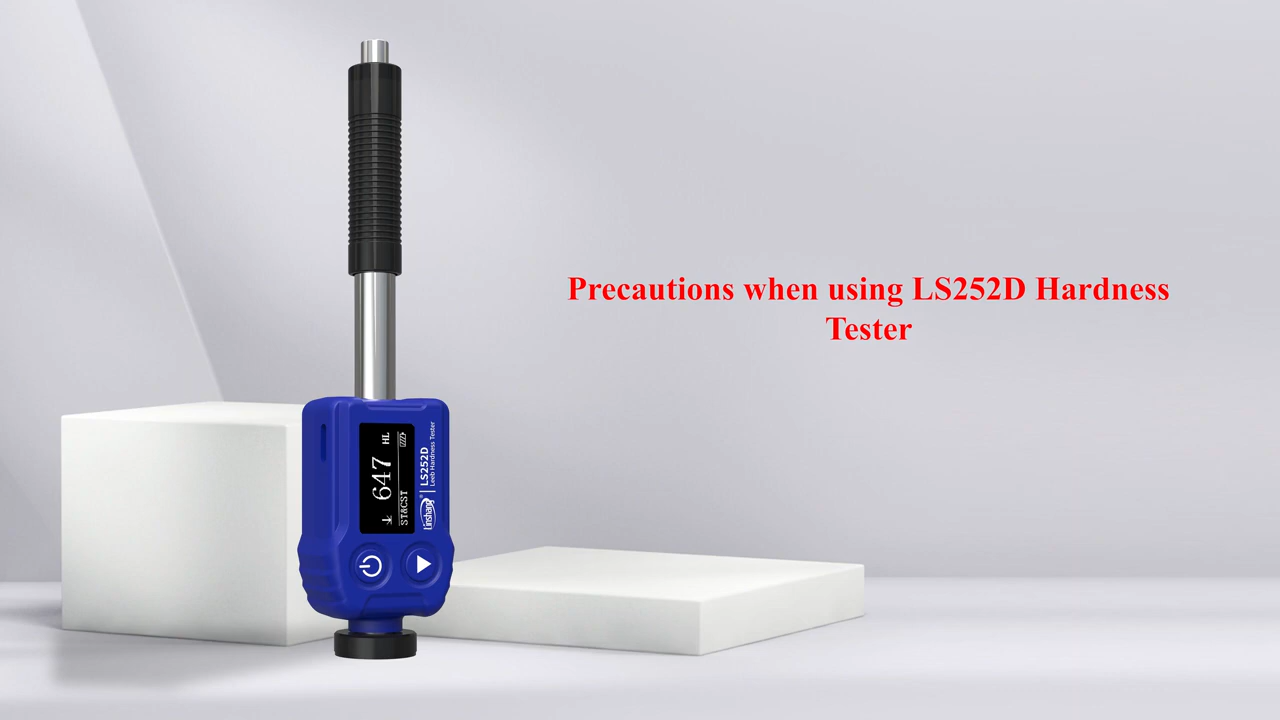 Precautions when using LS252D Hardness
Tester
647 HL
ST&CST
Linshang®
LS252D
Leeb Hardness Tester